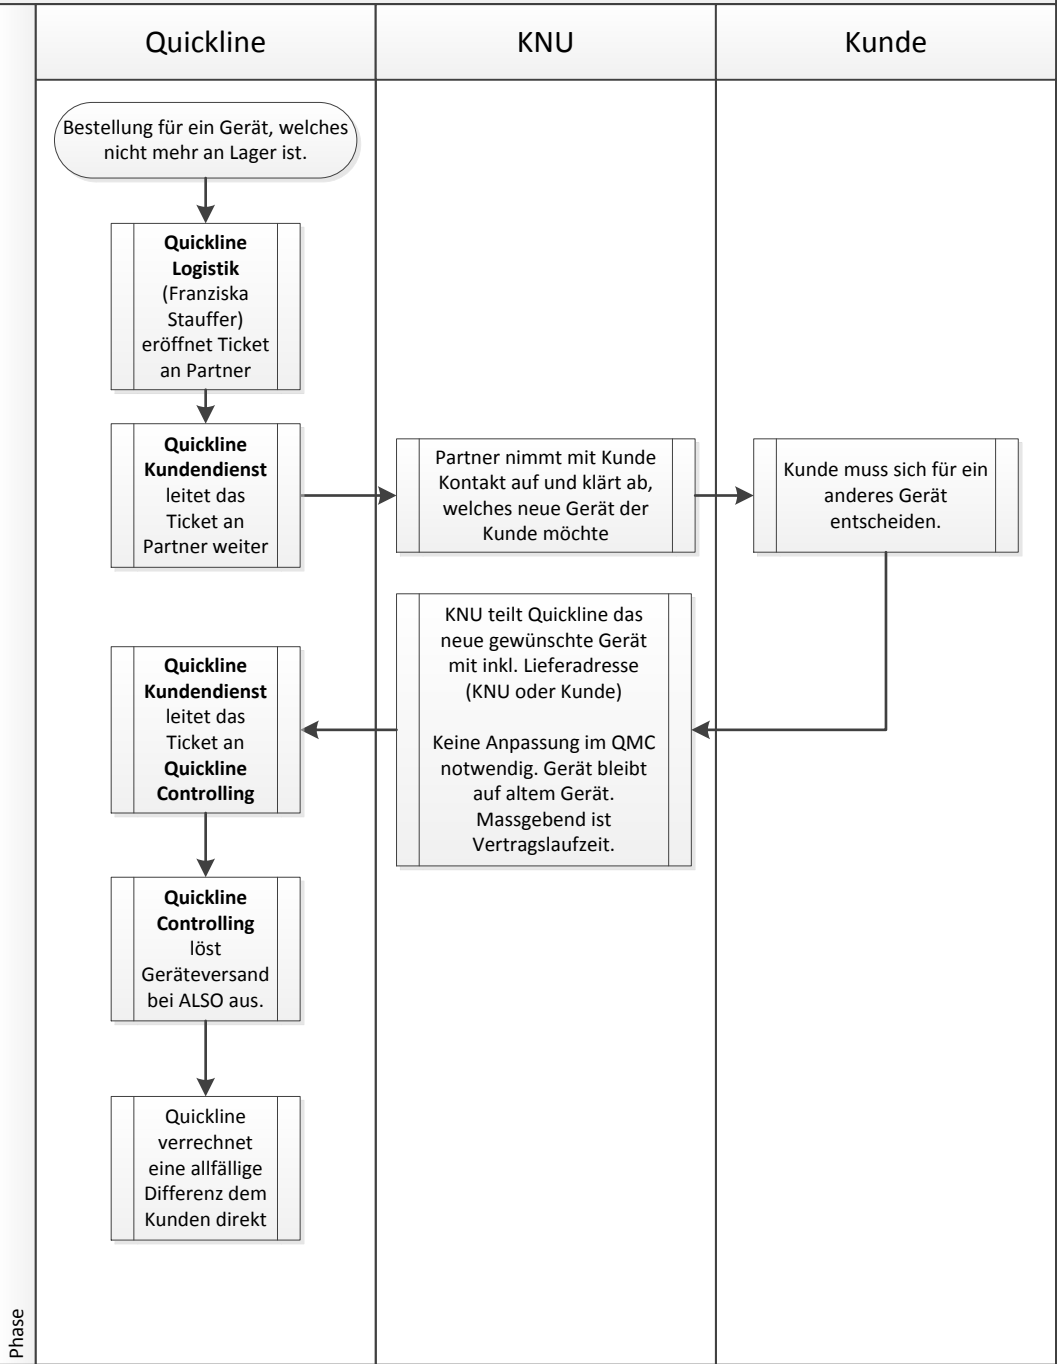 Quickline
KNU
Kunde
Bestellung für ein Gerät, welches
nicht mehr an Lager ist.
Quickline
Logistik
(Franziska
Stauffer)
eröffnet Ticket
an Partner
Quickline
Kundendienst
leitet das
Ticket an
Partner weiter
Partner nimmt mit Kunde
Kontakt auf und klärt ab,
welches neue Gerät der
Kunde möchte
Kunde muss sich für ein
anderes Gerät
entscheiden.
KNU teilt Quickline das
neue gewünschte Gerät
mit inkl. Lieferadresse
(KNU oder Kunde)
Keine Anpassung im QMC
notwendig. Gerät bleibt
auf altem Gerät.
Massgebend ist
Vertragslaufzeit.
Quickline
Kundendienst
leitet das
Ticket an
Quickline
Controlling
Quickline
Controlling
löst
Geräteversand
bei ALSO aus.
Quickline
verrechnet
eine allfällige
Differenz dem
Kunden direkt
Phase